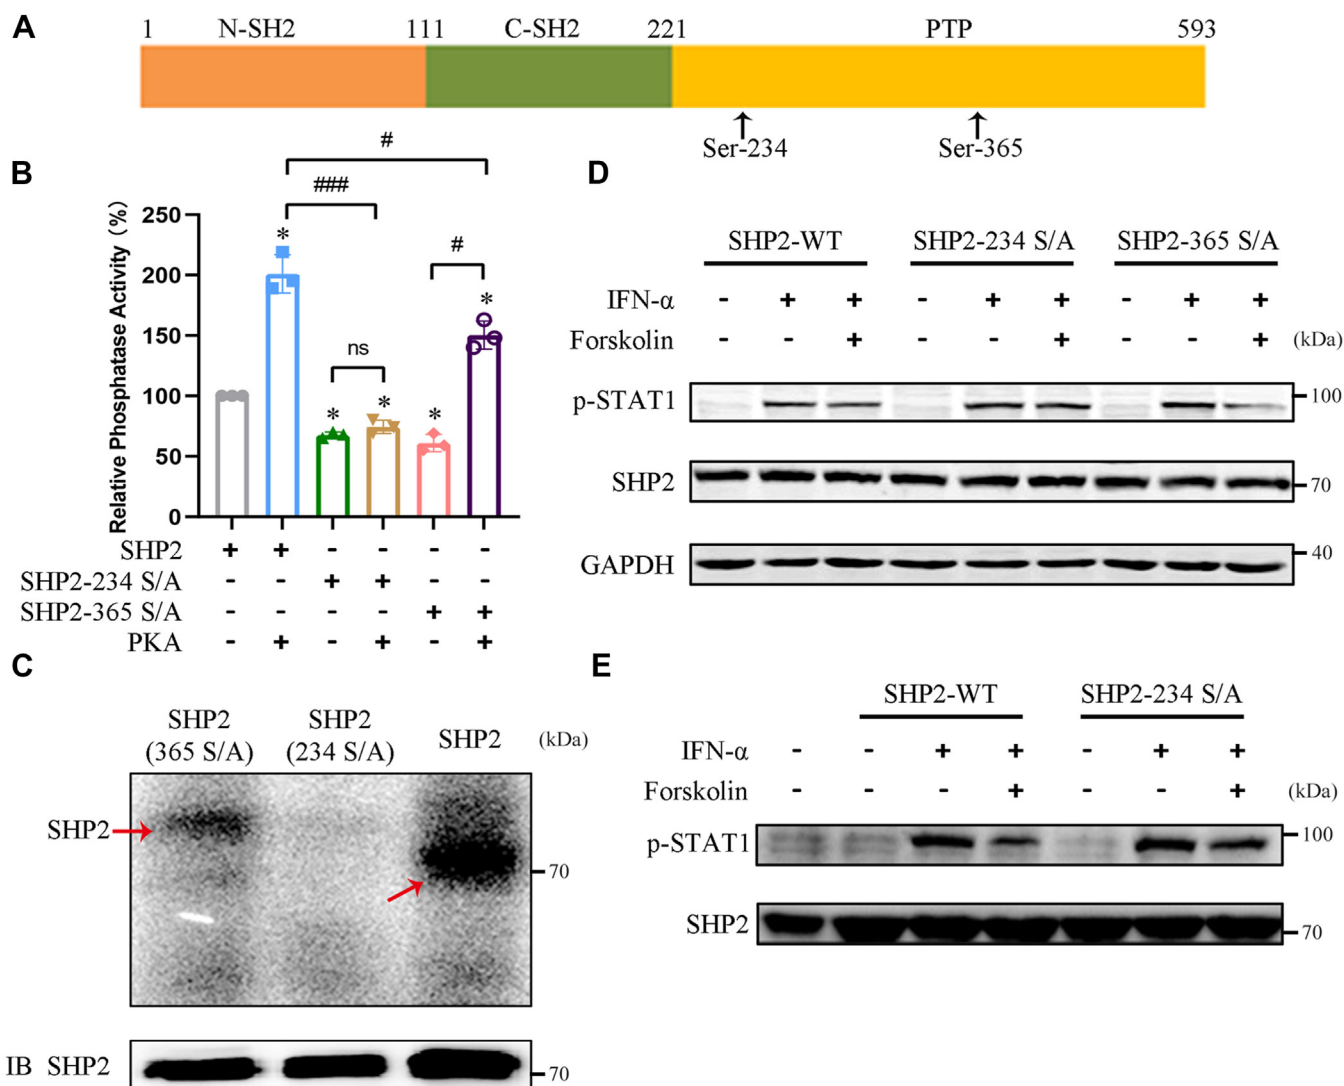 A
1 N-SH2 111 C-SH2 221 PTP 593
Ser-234 Ser-365
B
Relative Phosphatase Activity (%)
250
200
150
100
50
0
#
###
#
ns
* * * * *
SHP2 + + - - - -
SHP2-234 S/A - - + + - -
SHP2-365 S/A - - - - + +
PKA - + - + - +
C
SHP2 (365 S/A) SHP2 (234 S/A) SHP2 (kDa)
SHP2
70
IB SHP2
70
D
SHP2-WT SHP2-234 S/A SHP2-365 S/A
IFN-α - + + - + + - + +
Forskolin - - + - - + - - + (kDa)
p-STAT1 100
SHP2 70
GAPDH 40
E
SHP2-WT SHP2-234 S/A
IFN-α - - + + - + +
Forskolin - - - + - - + (kDa)
p-STAT1 100
SHP2 70